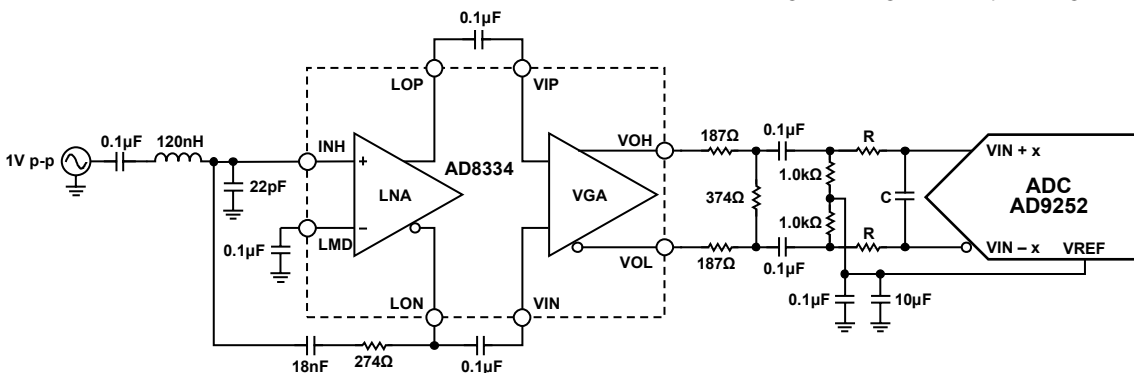 0.1µF
LOP
VIP
0.1µF
120nH
1V p-p
INH
22pF
LNA
AD8334
LMD
0.1µF
LON
VIN
18nF
274Ω
0.1µF
VGA
VOH
VOL
187Ω
187Ω
374Ω
0.1µF
0.1µF
1.0kΩ
1.0kΩ
R
R
C
VIN + x
ADC
AD9252
VIN – x
VREF
0.1µF
10µF